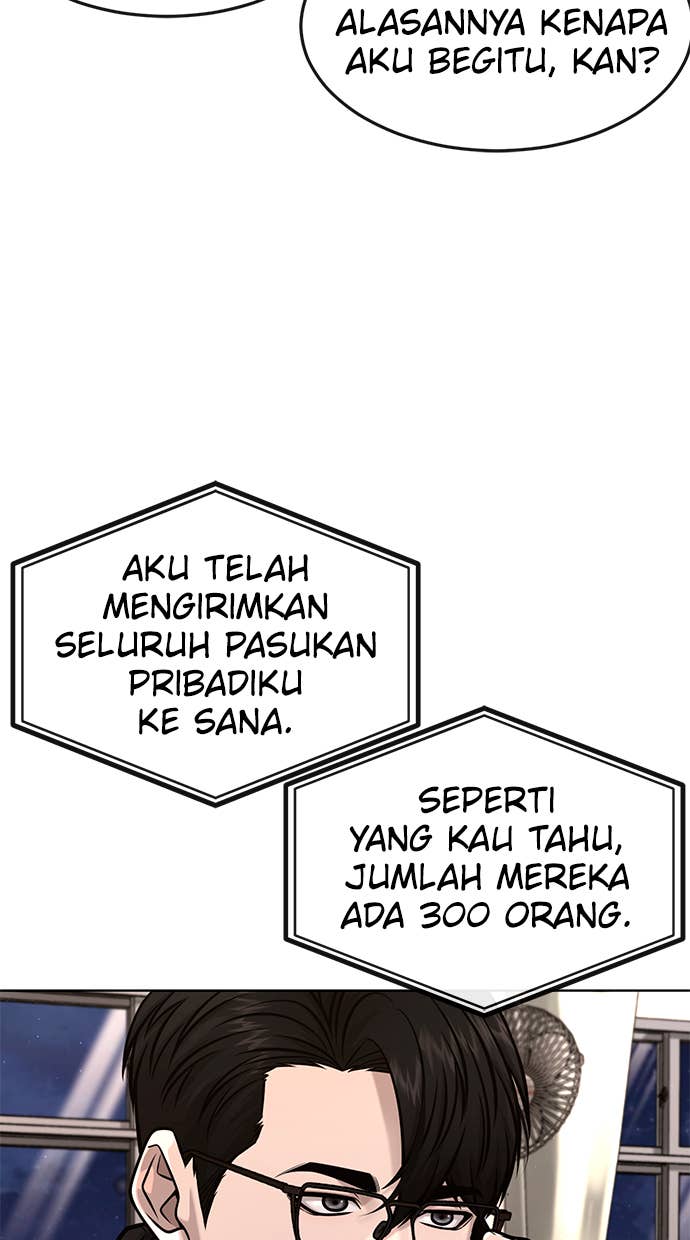 ALASANNYA KENAPA
AKU BEGITU, KAN?
AKU TELAH
MENGIRIMKAN
SELURUH PASUKAN
PRIBADIKU
KE SANA.
SEPERTI
YANG KAU TAHU,
JUMLAH MEREKA
ADA 300 ORANG.